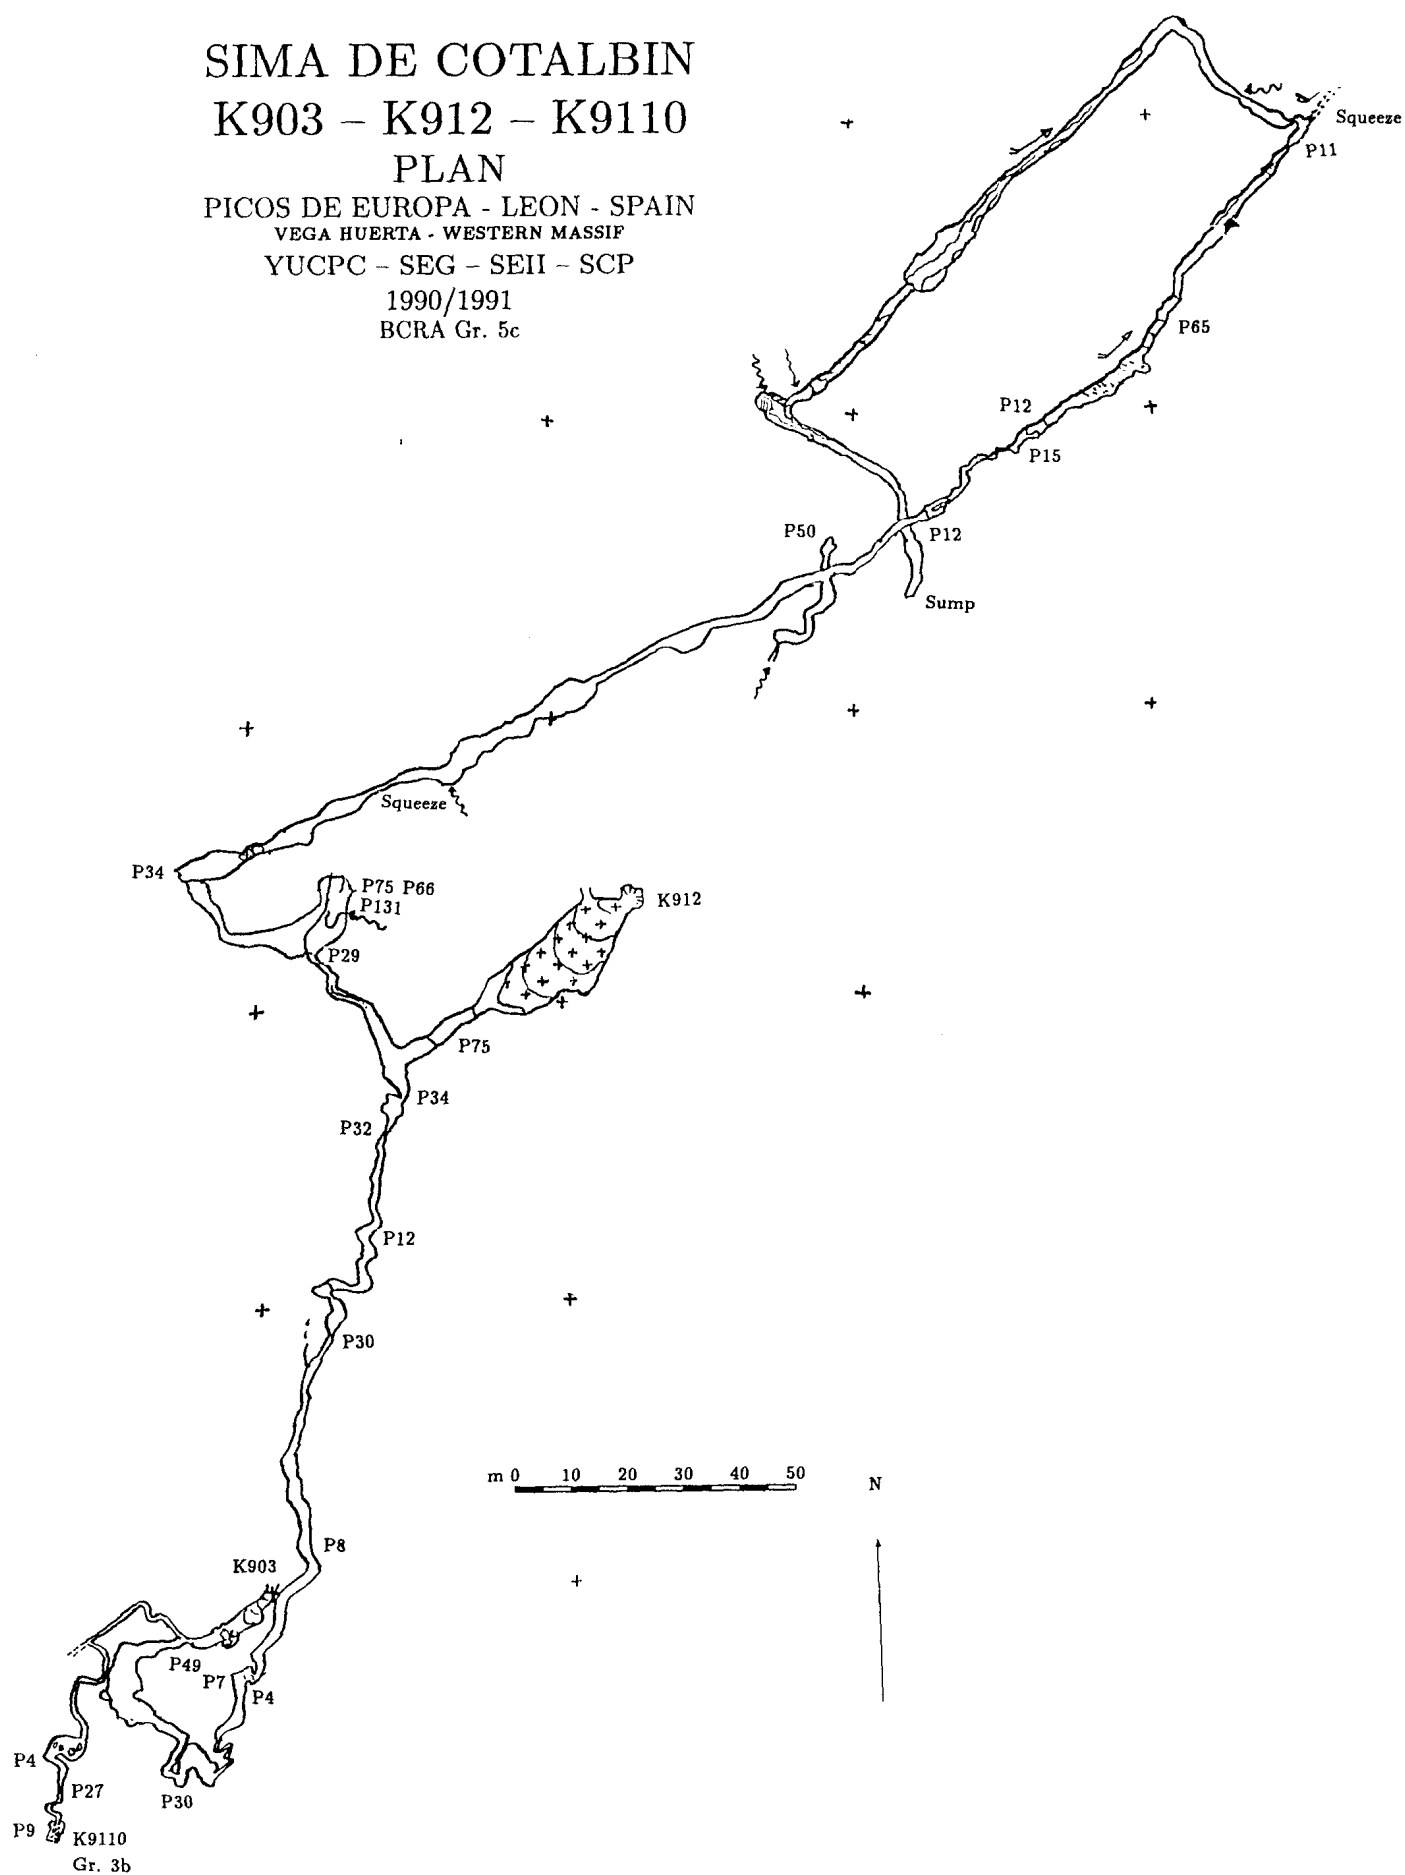 SIMA DE COTALBIN
K903 – K912 – K9110
PLAN
PICOS DE EUROPA - LEON - SPAIN
VEGA HUERTA - WESTERN MASSIF
YUCPC – SEG – SEII – SCP
1990/1991
BCRA Gr. 5c
Squeeze
P11
P65
P12
P15
P50
P12
Sump
Squeeze
P34
P75 P66
P131
K912
P29
P75
P34
P32
P12
P30
m 0 10 20 30 40 50
N
P8
K903
P49
P7
P4
P4
P27
P30
P9
K9110
Gr. 3b